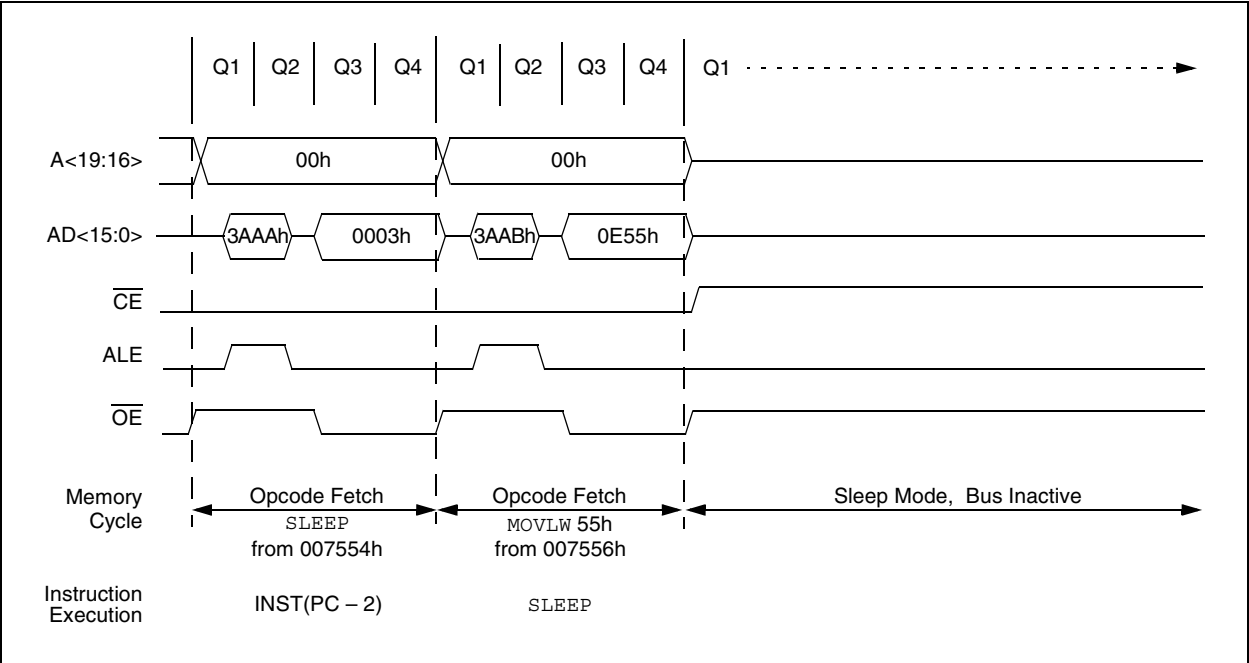 Q1 Q2 Q3 Q4 Q1 Q2 Q3 Q4 Q1
A<19:16> 00h 00h
AD<15:0> 3AAAh 0003h 3AABh 0E55h
CE
ALE
OE
Memory Cycle Opcode Fetch Opcode Fetch Sleep Mode, Bus Inactive
SLEEP MOVLW 55h
from 007554h from 007556h
Instruction Execution INST(PC – 2) SLEEP